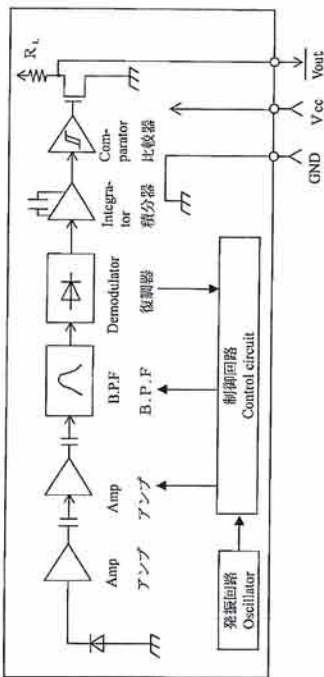 R L
Amp
アンプ
Amp
アンプ
B.P.F
B.P.F
Demodulator
復調器
Integra-
tor
積分器
Com-
parator
比較器
制御回路
Control circuit
発振回路
Oscillator
GND
Vcc
Vout